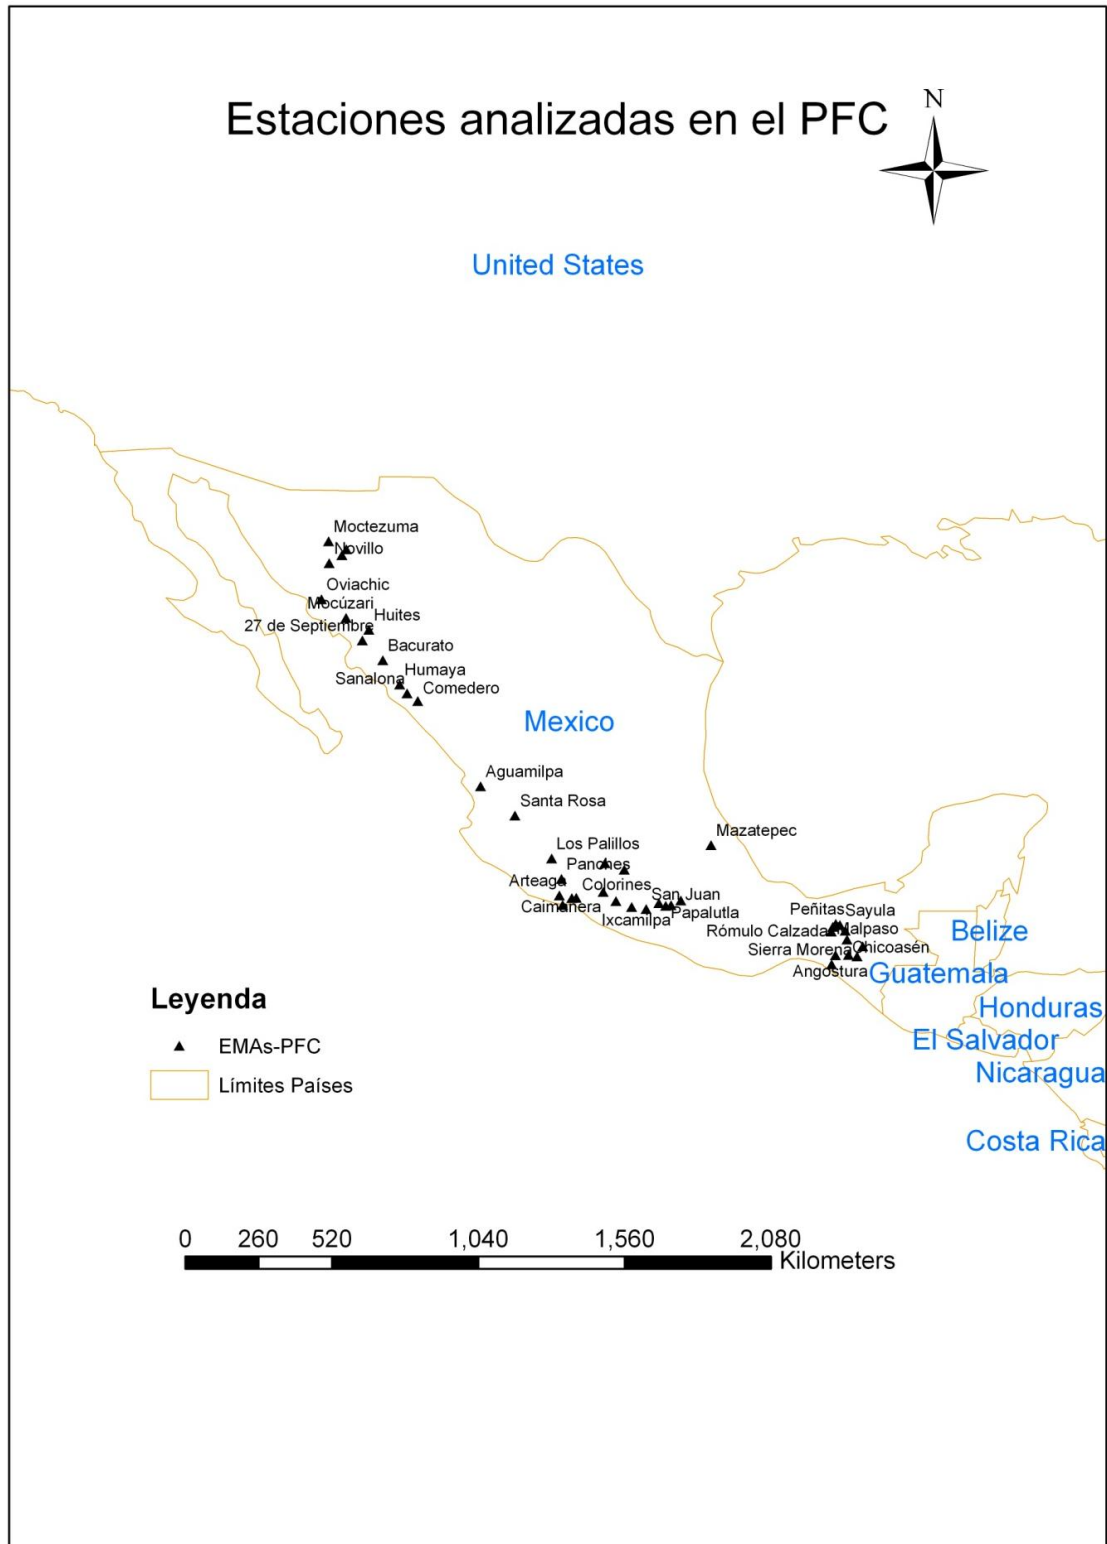 N
Estaciones analizadas en el PFC
United States
Moctezuma
Novillo
Oviachic
Mocúzari
Huites
27 de Septiembre
Bacurato
Humaya
Sanalona
Comedero
Mexico
Aguamilpa
Santa Rosa
Mazatepec
Los Palillos
Panches
Arteaga
Colorines
San Juan
Caimanera
Ixcamilpa
Papalutla
Peñitas
Sayula
Rómulo Calzada
Malpaso
Belize
Sierra Morena
Chicoasén
Angostura
Guatemala
Leyenda
Honduras
EMAs-PFC
El Salvador
Nicaragua
Límites Países
Costa Rica
0 260 520 1,040 1,560 2,080
Kilometers